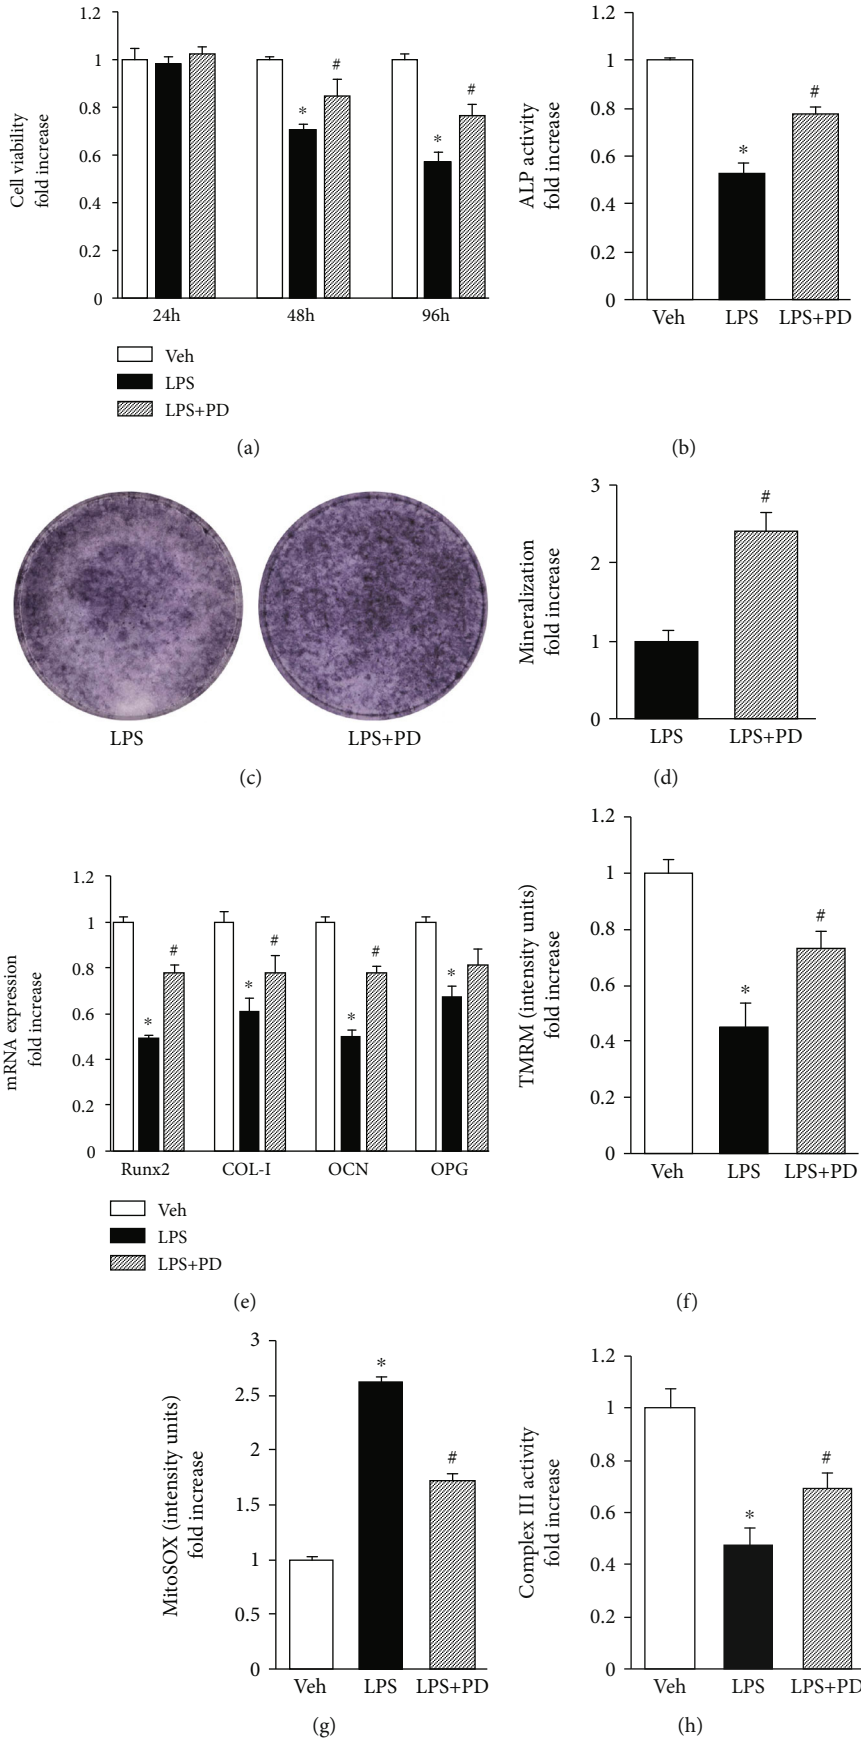 Cell viability
fold increase
1.2
1
0.8
0.6
0.4
0.2
0
*
#
*
#
24h 48h 96h
Veh
LPS
LPS+PD
(a)
ALP activity
fold increase
1.2
1
0.8
0.6
0.4
0.2
0
*
#
Veh LPS LPS+PD
(b)
LPS LPS+PD
(c)
Mineralization
fold increase
3
2
1
0
#
LPS LPS+PD
(d)
mRNA expression
fold increase
1.2
1
0.8
0.6
0.4
0.2
0
*
#
*
#
*
#
*
Runx2 COL-I OCN OPG
Veh
LPS
LPS+PD
(e)
TMRM (intensity units)
fold increase
1.2
1
0.8
0.6
0.4
0.2
0
*
#
Veh LPS LPS+PD
(f)
MitoSOX (intensity units)
fold increase
3
2.5
2
1.5
1
0.5
0
*
#
Veh LPS LPS+PD
(g)
Complex III activity
fold increase
1.2
1
0.8
0.6
0.4
0.2
0
*
#
Veh LPS LPS+PD
(h)